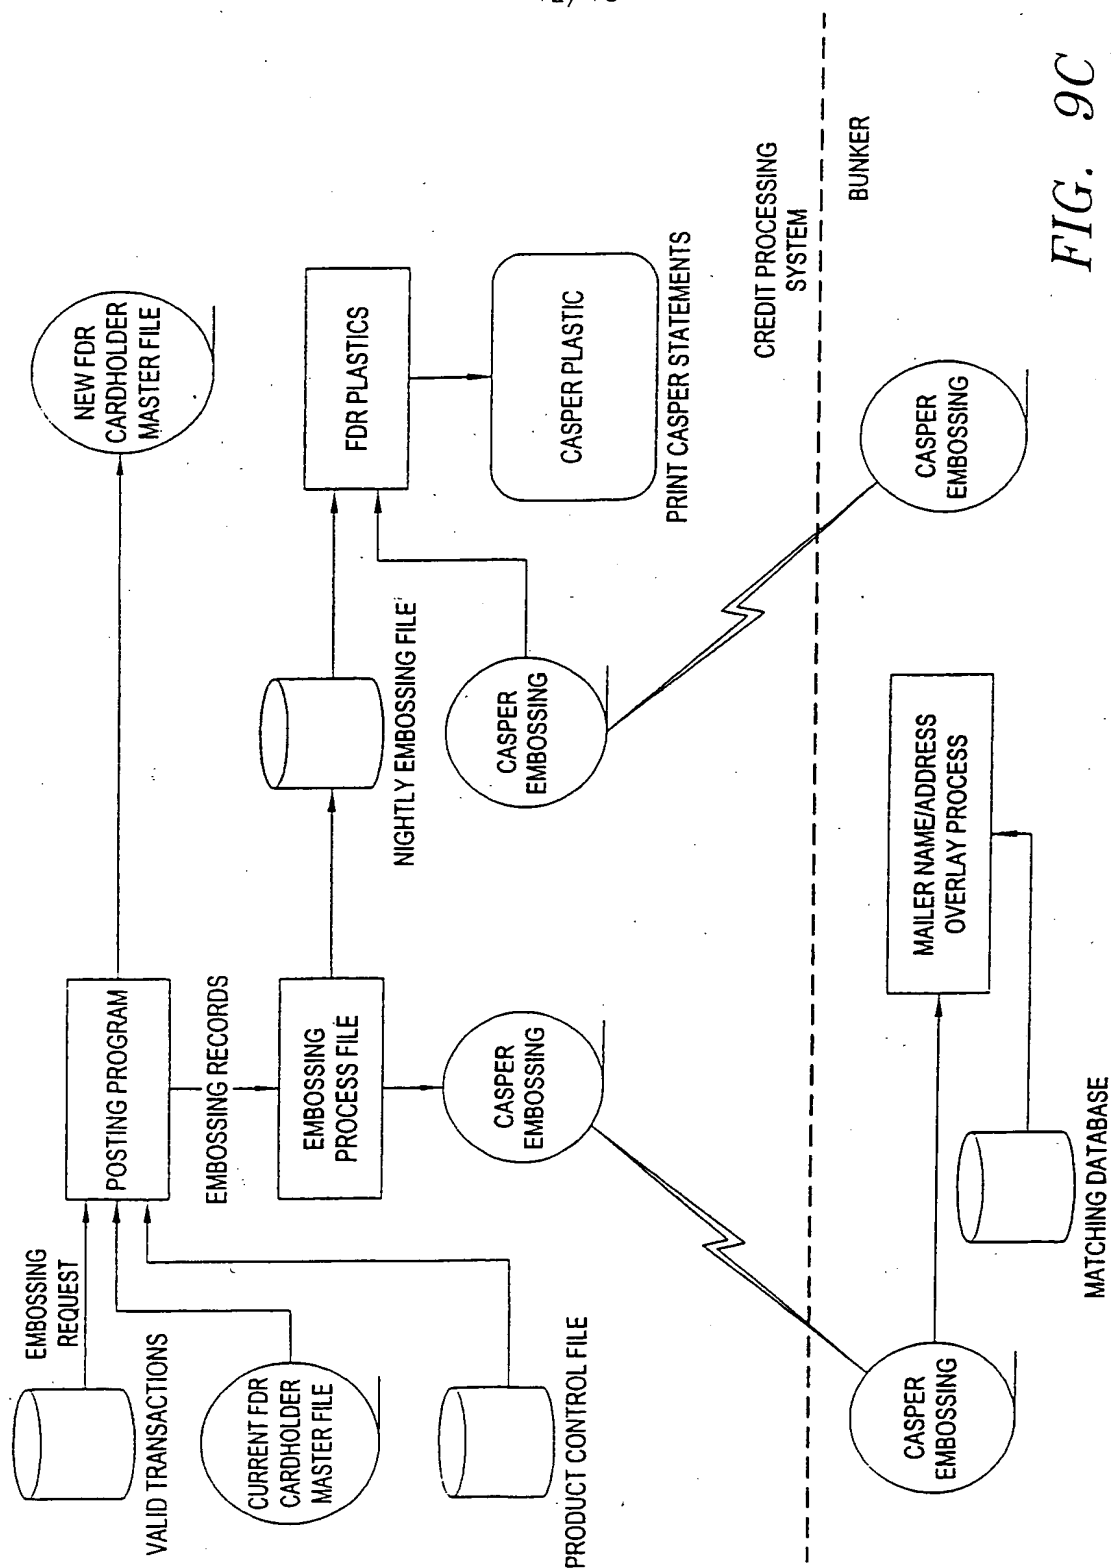 VALID TRANSACTIONS
EMBOSSING
REQUEST
CURRENT FDR
CARDHOLDER
MASTER FILE
PRODUCT CONTROL FILE
POSTING PROGRAM
EMBOSSING RECORDS
NEW FDR
CARDHOLDER
MASTER FILE
EMBOSSING
PROCESS FILE
NIGHTLY EMBOSSING FILE
FDR PLASTICS
CASPER
EMBOSSING
CASPER
EMBOSSING
CASPER PLASTIC
PRINT CASPER STATEMENTS
CREDIT PROCESSING
SYSTEM
BUNKER
CASPER
EMBOSSING
MATCHING DATABASE
MAILER NAME/ADDRESS
OVERLAY PROCESS
CASPER
EMBOSSING
FIG. 9C